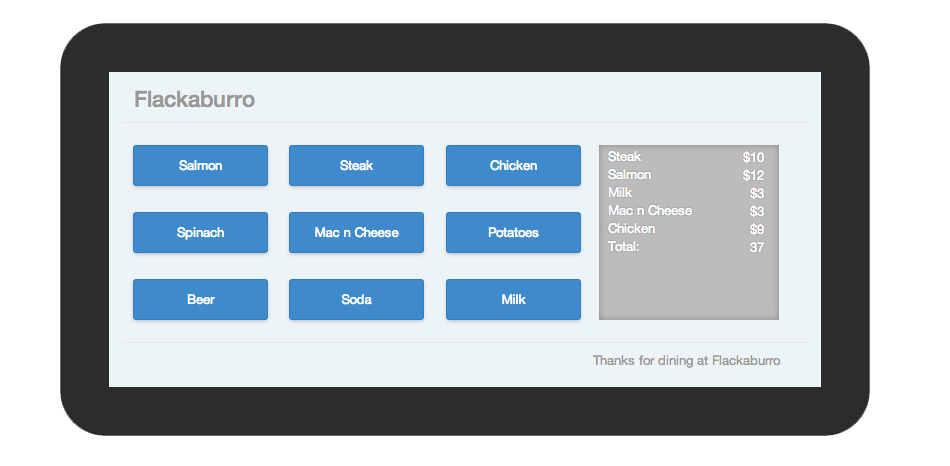 Flackaburro
Salmon
Steak
Chicken
Spinach
Mac n Cheese
Potatoes
Beer
Soda
Milk
Steak $10
Salmon $12
Milk $3
Mac n Cheese $3
Chicken $9
Total: 37
Thanks for dining at Flackaburro